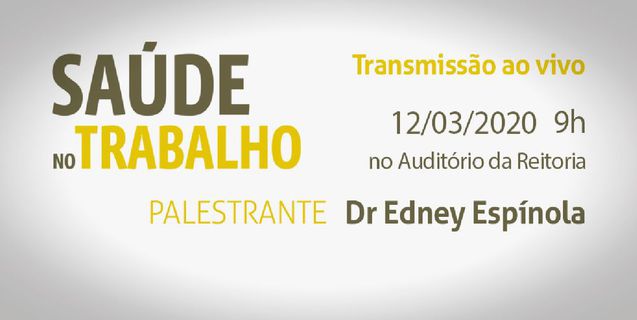 SAÚDE
NO TRABALHO
Transmissão ao vivo
12/03/2020 9h
no Auditório da Reitoria
PALESTRANTE Dr Edney Espínola